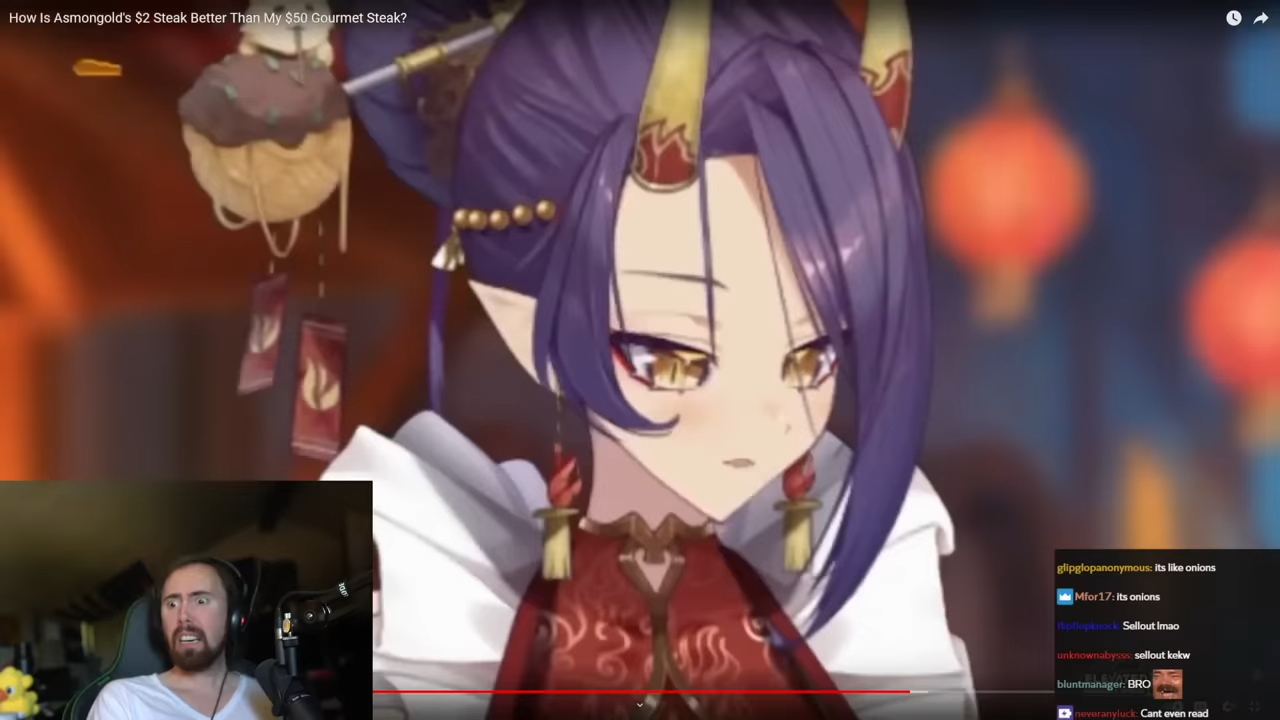 How Is Asmongold's $2 Steak Better Than My $50 Gourmet Steak?
glipglopanonymous: its like onions
Mfor17: its onions
Sellout lmao
unknownabysss: sellout kekw
bluntmanager: BRO
neveranyluck: Cant even read